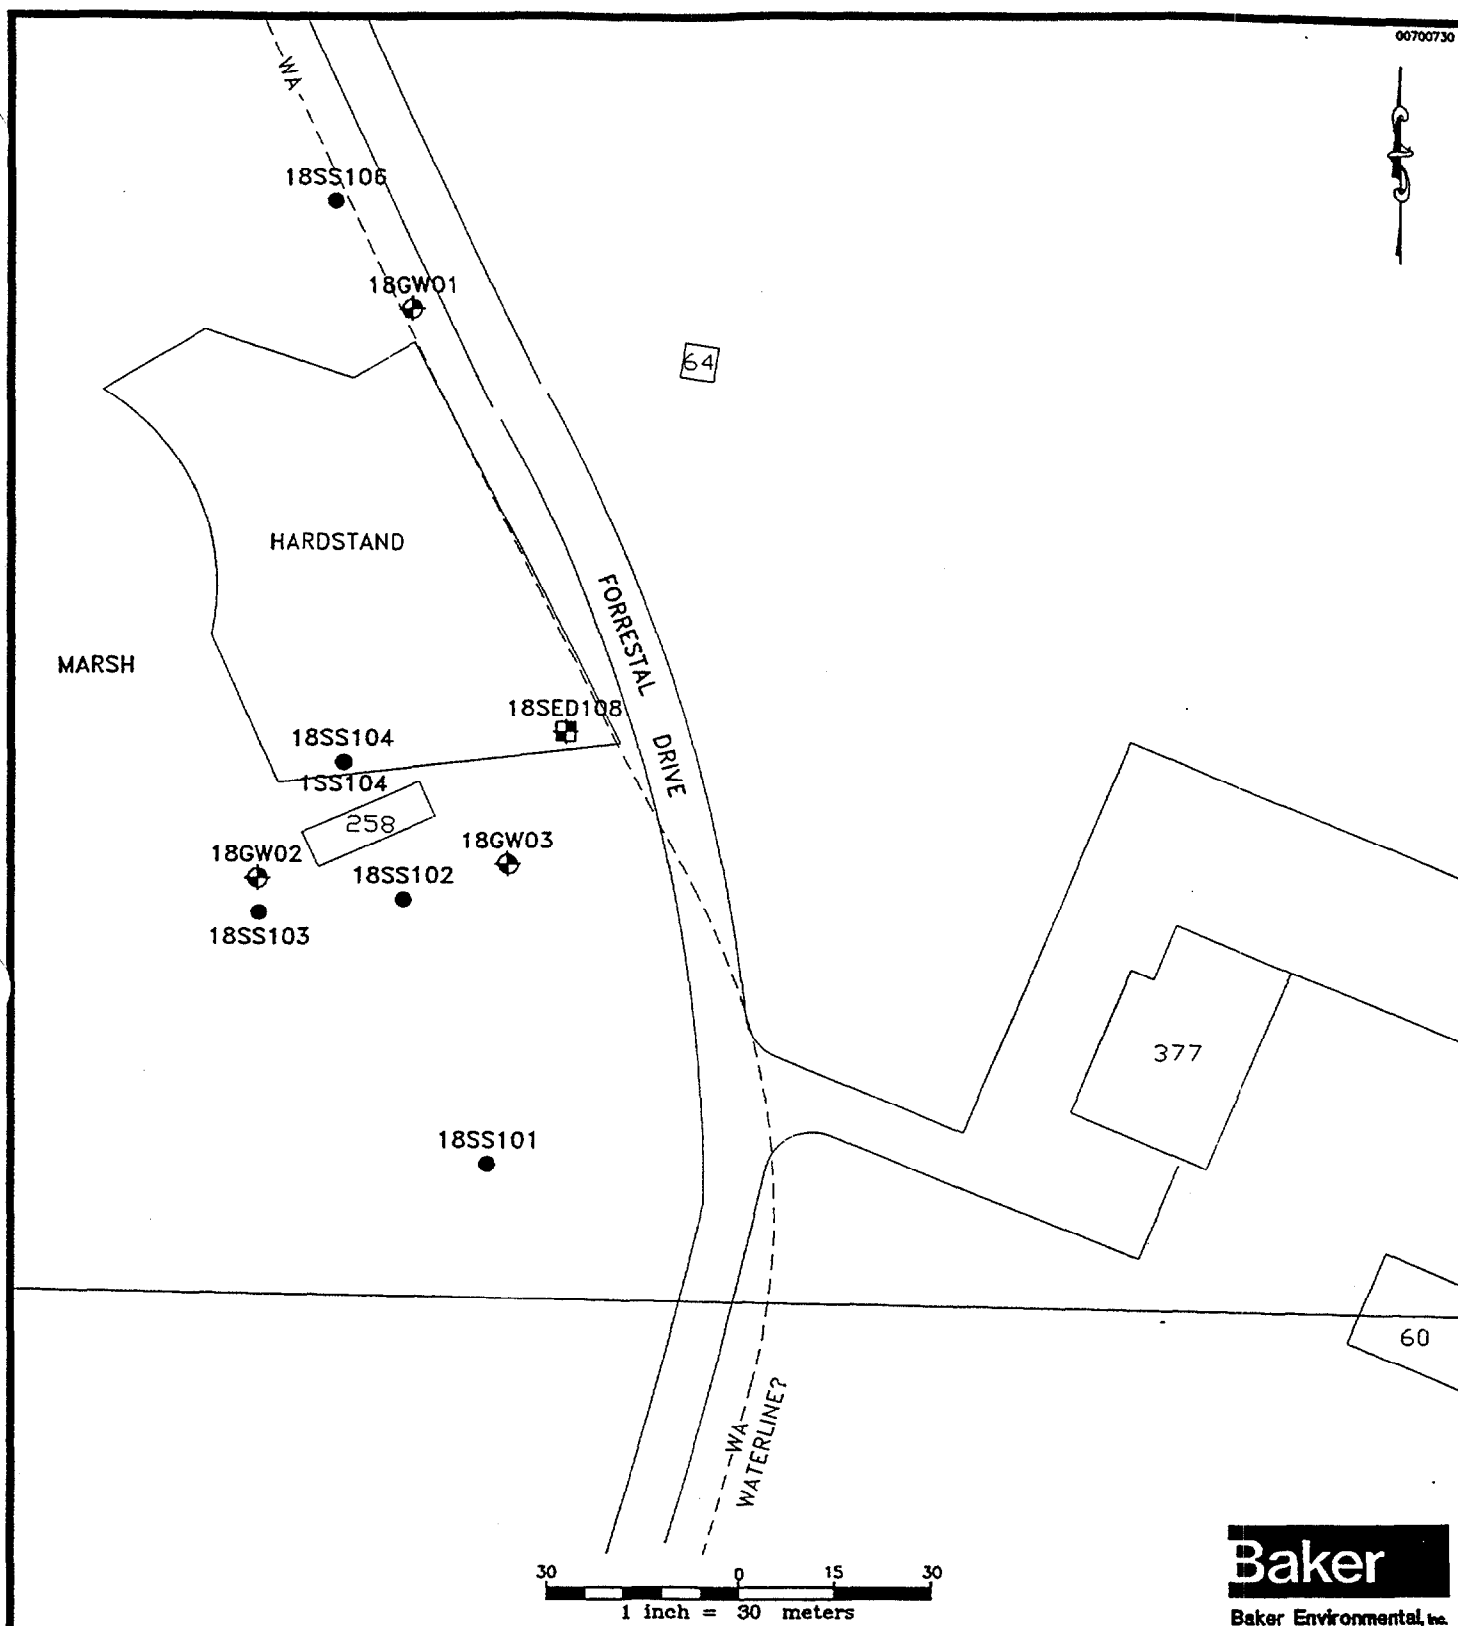 00700730
-WA-
18SS106
18GW01
64
HARDSTAND
FORRESTAL DRIVE
MARSH
18SED108
18SS104
1SS104
258
18GW02
18GW03
18SS102
18SS103
377
18SS101
60
-WA-
WATERLINE?
30 0 15 30
1 inch = 30 meters
Baker
Baker Environmental, Inc.